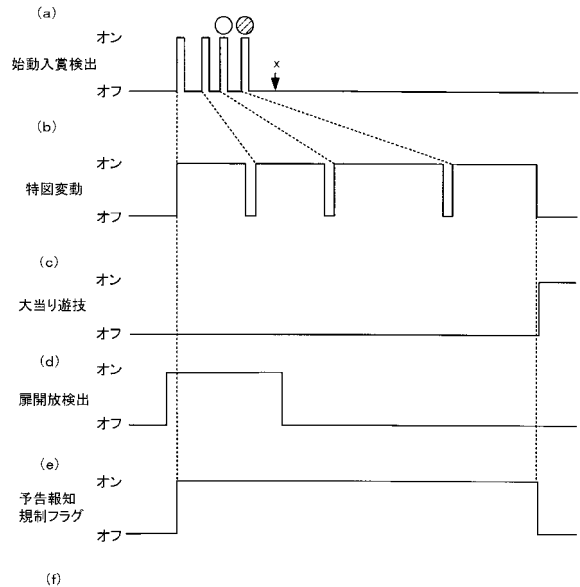 (a)
オン
始動入賞検出
オフ
x
(b)
オン
特図変動
オフ
(c)
オン
大当り遊技
オフ
(d)
オン
扉開放検出
オフ
(e)
オン
予告報知
規制フラグ
オフ
(f)